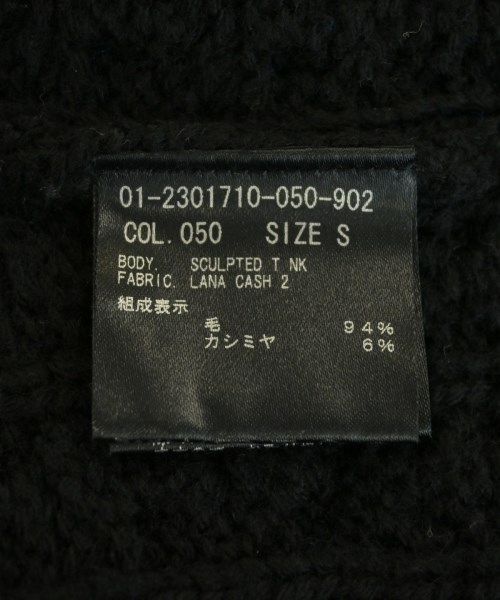 01-2301710-050-902
COL. 050 SIZE S
BODY. SCULPTED T NK
FABRIC. LANA CASH 2
組成表示
毛 94%
カシミヤ 6%